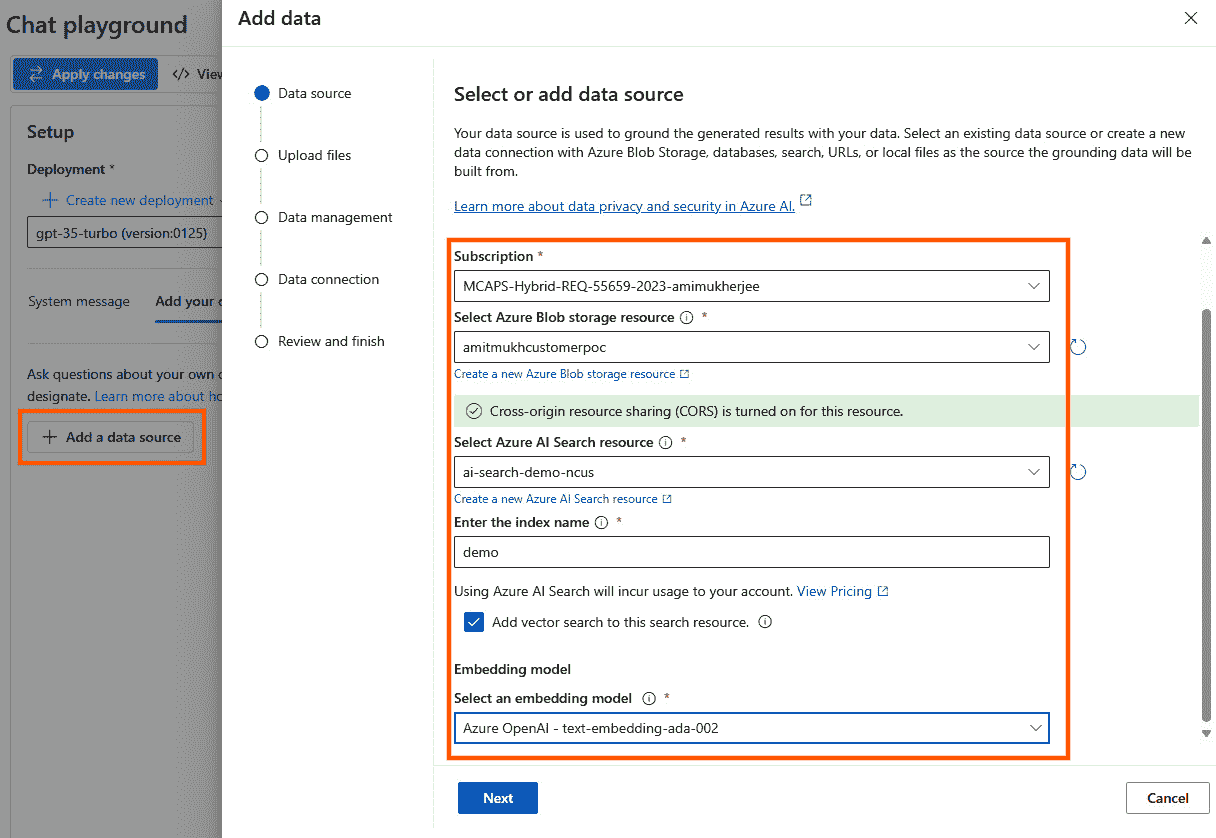 Chat playground
Apply changes
</> View
Setup
Deployment *
Create new deployment
gpt-35-turbo (version:0125)
System message
Add your
Ask questions about your own
designate. Learn more about
Add a data source
Add data
Data source
Upload files
Data management
Data connection
Review and finish
Select or add data source
Your data source is used to ground the generated results with your data. Select an existing data source or create a new
data connection with Azure Blob Storage, databases, search, URLs, or local files as the source the grounding data will be
built from.
Learn more about data privacy and security in Azure AI.
Subscription *
MCAPS-Hybrid-REQ-55659-2023-amimukherjee
Select Azure Blob storage resource *
amitmukhcustomerpoc
Create a new Azure Blob storage resource
Cross-origin resource sharing (CORS) is turned on for this resource.
Select Azure AI Search resource *
ai-search-demo-ncus
Create a new Azure AI Search resource
Enter the index name *
demo
Using Azure AI Search will incur usage to your account. View Pricing
Add vector search to this search resource.
Embedding model
Select an embedding model *
Azure OpenAI - text-embedding-ada-002
Next
Cancel